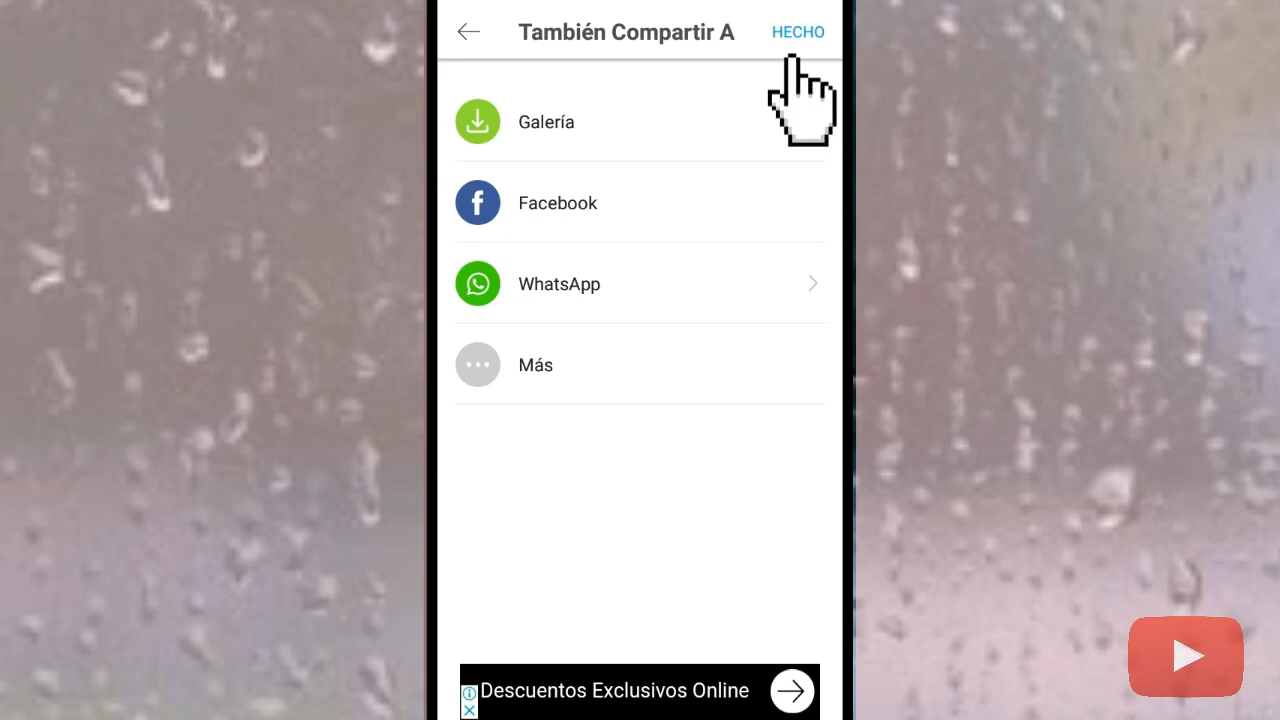 También Compartir A
HECHO
Galería
Facebook
WhatsApp
Más
Descuentos Exclusivos Online